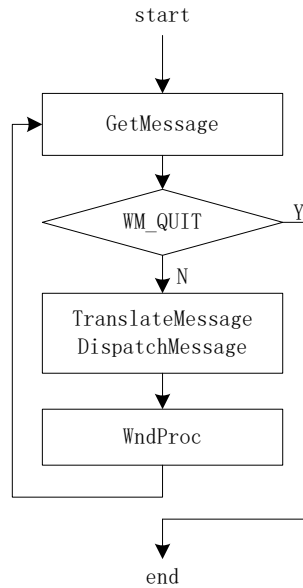 start
GetMessage
WM_QUIT
Y
N
TranslateMessage
DispatchMessage
WndProc
end